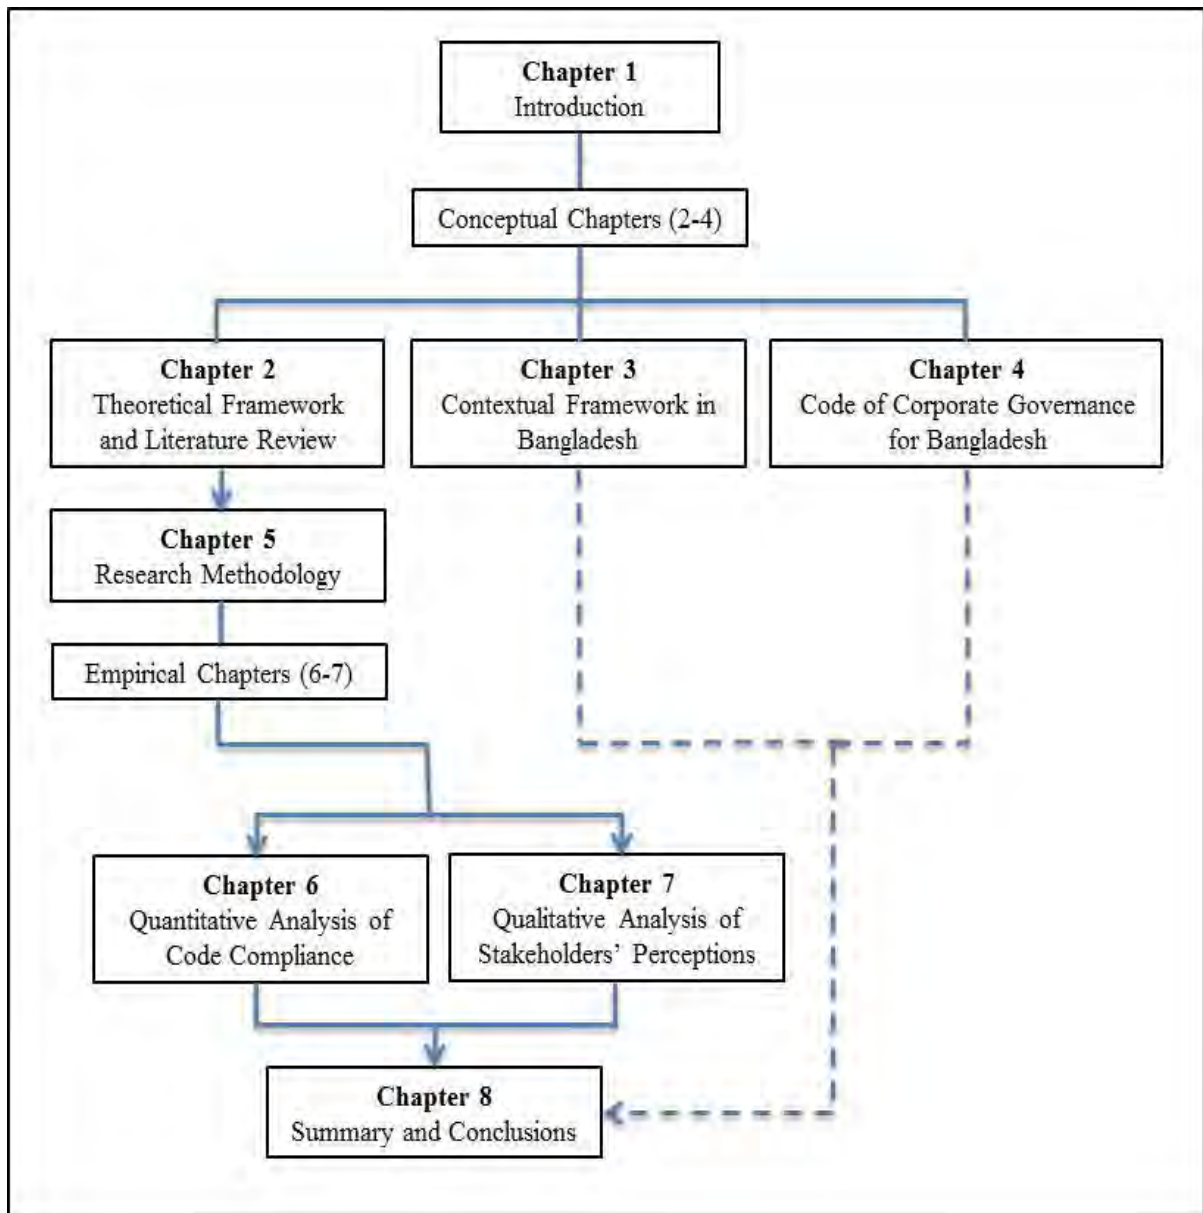 Chapter 1
Introduction
Conceptual Chapters (2-4)
Chapter 2
Theoretical Framework
and Literature Review
Chapter 3
Contextual Framework in
Bangladesh
Chapter 4
Code of Corporate Governance
for Bangladesh
Chapter 5
Research Methodology
Empirical Chapters (6-7)
Chapter 6
Quantitative Analysis of
Code Compliance
Chapter 7
Qualitative Analysis of
Stakeholders’ Perceptions
Chapter 8
Summary and Conclusions